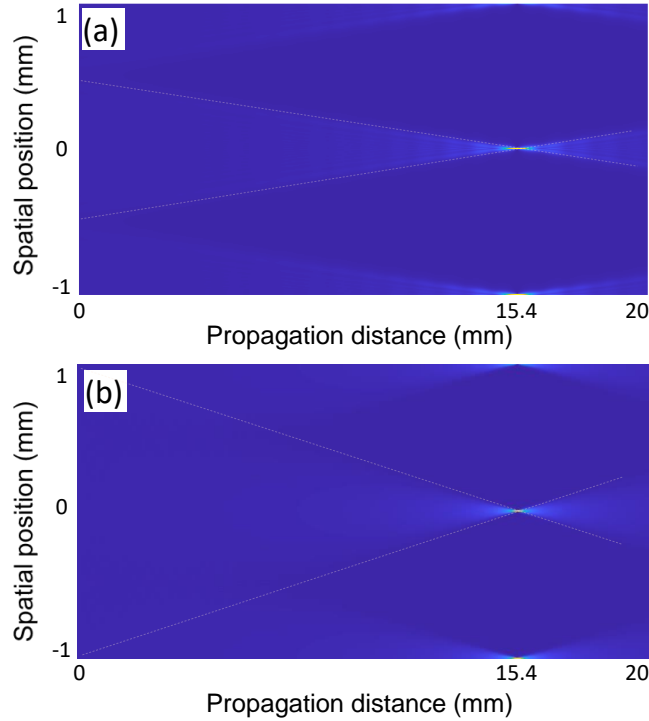 (a)
Spatial position (mm)
1
0
-1
0
15.4
20
Propagation distance (mm)
(b)
Spatial position (mm)
1
0
-1
0
15.4
20
Propagation distance (mm)